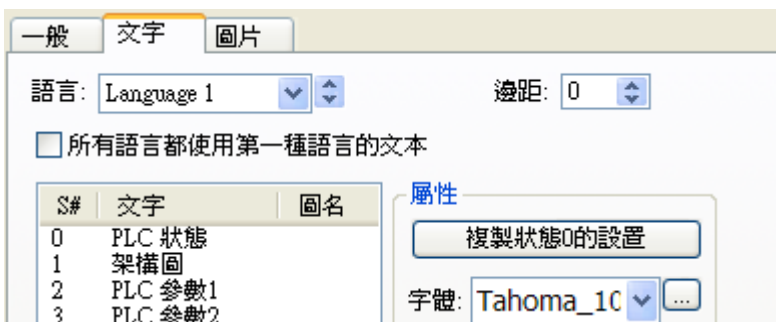 一般 文字 圖片
語言: Language 1 邊距: 0
所有語言都使用第一種語言的文本
S# 文字 圖名 屬性
0 PLC 狀態 複製狀態0的設置
1 架構圖
2 PLC 參數1 字體: Tahoma_10 ...
3 PLC 參數2